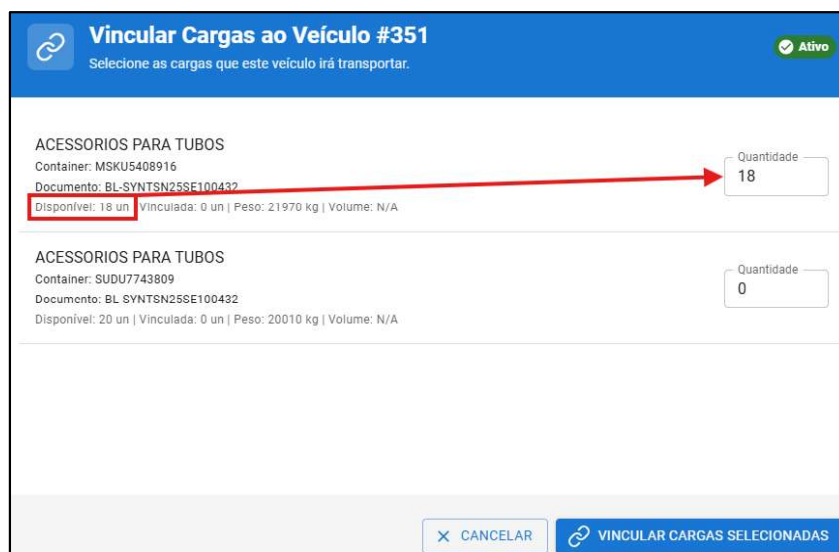 Vincular Cargas ao Veículo #351
Selecione as cargas que este veículo irá transportar.
Ativo
ACESSORIOS PARA TUBOS
Container: MSKU5408916
Documento: BL-SYNTSN25SE100432
Disponível: 18 un | Vinculada: 0 un | Peso: 21970 kg | Volume: N/A
Quantidade
18
ACESSORIOS PARA TUBOS
Container: SUDU7743809
Documento: BL SYNTSN25SE100432
Disponível: 20 un | Vinculada: 0 un | Peso: 20010 kg | Volume: N/A
Quantidade
0
CANCELAR
VINCULAR CARGAS SELECIONADAS